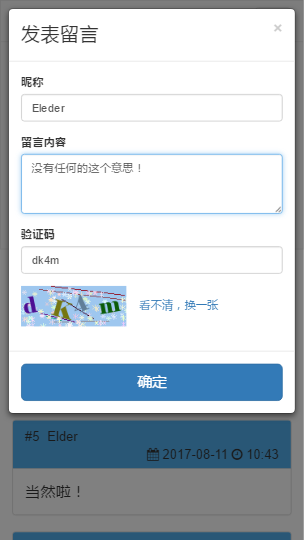 发表留言
×
昵称
Eleder
留言内容
没有任何的这个意思！
验证码
dk4m
d K 4 m
看不清，换一张
确定
#5 Elder
2017-08-11 10:43
当然啦！